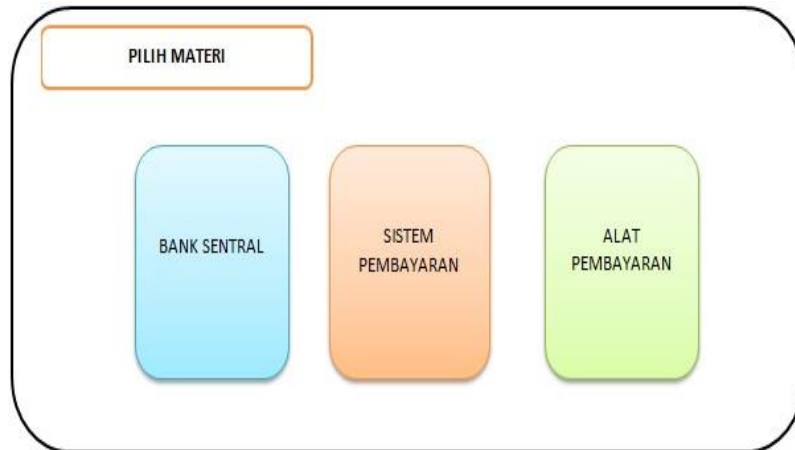 PILIH MATERI
BANK SENTRAL
SISTEM
PEMBAYARAN
ALAT
PEMBAYARAN